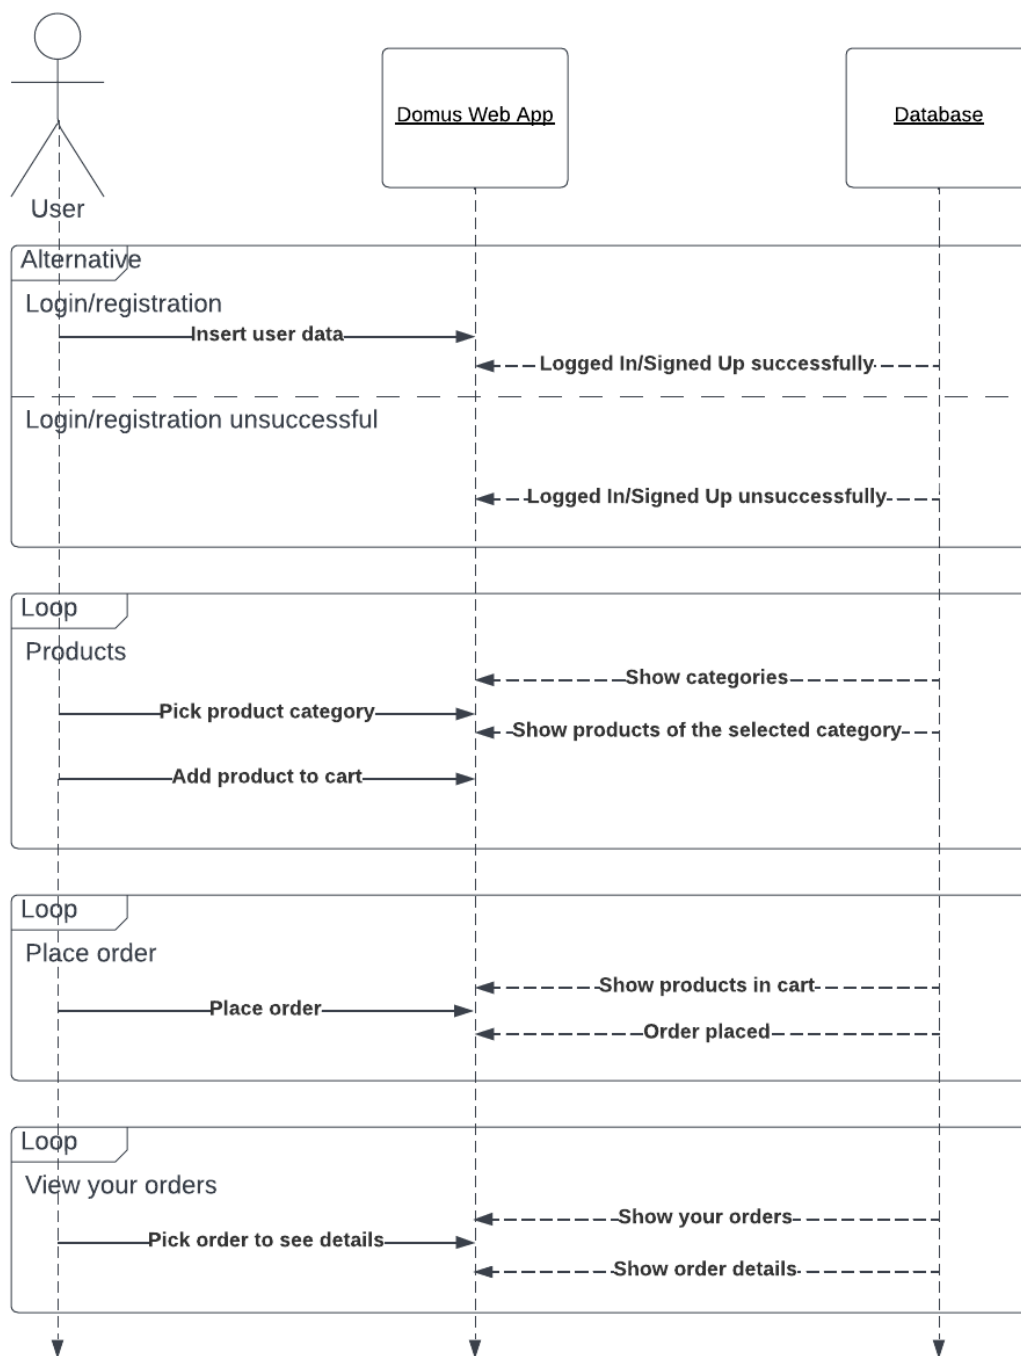 Domus Web App
Database
User
Alternative
Login/registration
Insert user data
Logged In/Signed Up successfully
Login/registration unsuccessful
Logged In/Signed Up unsuccessfully
Loop
Products
Show categories
Pick product category
Show products of the selected category
Add product to cart
Loop
Place order
Show products in cart
Place order
Order placed
Loop
View your orders
Show your orders
Pick order to see details
Show order details